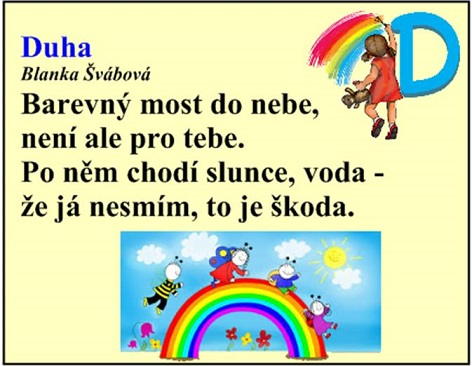 D
Duha
Blanka Švábová
Barevný most do nebe,
není ale pro tebe.
Po něm chodí slunce, voda -
že já nesmím, to je škoda.